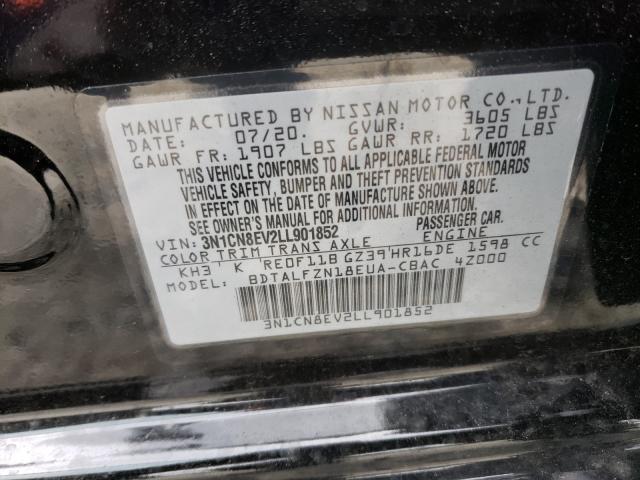 MANUFACTURED BY NISSAN MOTOR CO., LTD.
DATE: 07/20. GVWR: 3605 LBS
GAWR FR: 1907 LBS GAWR RR: 1720 LBS
THIS VEHICLE CONFORMS TO ALL APPLICABLE FEDERAL MOTOR
VEHICLE SAFETY, BUMPER AND THEFT PREVENTION STANDARDS
IN EFFECT ON THE DATE OF MANUFACTURE SHOWN ABOVE.
SEE OWNER'S MANUAL FOR GVWR & GAWR INFORMATION.
VIN: 3N1CN8EV2LL901852 PASSENGER CAR.
COLOR TRIM TRANS AXLE ENGINE
KH3 K RE0F11B GZ39 HR16DE 1598 CC
MODEL: BDTALFZN18EUA-CBAC 4Z000
3N1CN8EV2LL901852